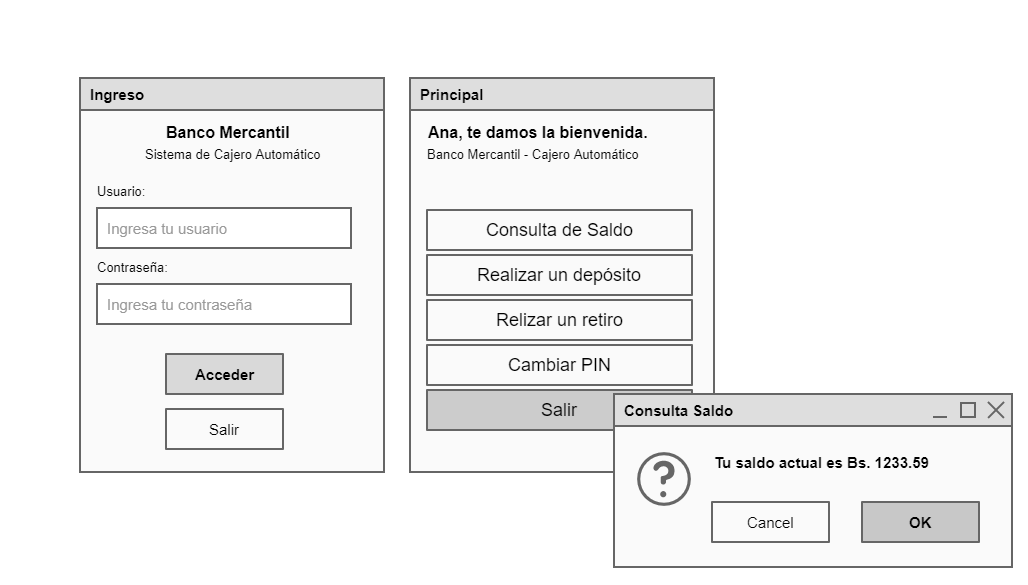 Ingreso
Banco Mercantil
Sistema de Cajero Automático
Usuario:
Ingresa tu usuario
Contraseña:
Ingresa tu contraseña
Acceder
Salir
Principal
Ana, te damos la bienvenida.
Banco Mercantil - Cajero Automático
Consulta de Saldo
Realizar un depósito
Relizar un retiro
Cambiar PIN
Salir
Consulta Saldo
Tu saldo actual es Bs. 1233.59
Cancel
OK